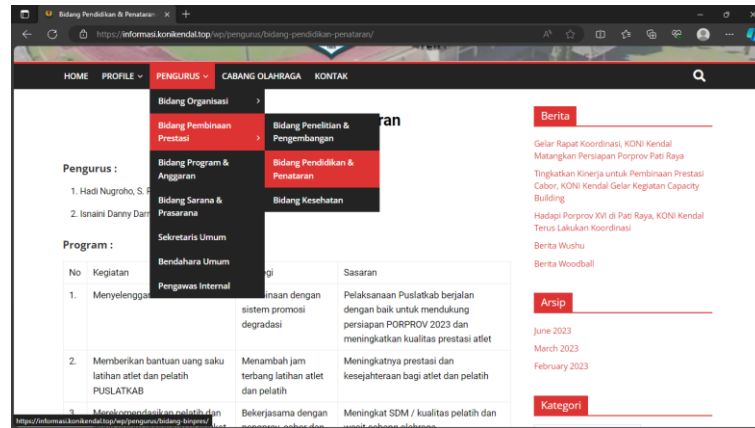 Bidang Pendidikan & Penataran
https://informasi.konikendal.top/wp/pengurus/bidang-pendidikan-penataran/
HOME PROFILE PENGURUS CABANG OLAHRAGA KONTAK
Bidang Organisasi
Bidang Pembinaan
Prestasi
Bidang Program &
Anggaran
Bidang Sarana &
Prasarana
Sekretaris Umum
Bendahara Umum
Pengawas Internal
Bidang Penelitian &
Pengembangan
Bidang Pendidikan &
Penataran
Bidang Kesehatan
Pengurus :
1. Hadi Nugroho, S.
2. Isnaini Danny
Program :
No Kegiatan Sasaran
1. dengan
sistem promosi
degradasi
Pelaksanaan Puslatkab berjalan
dengan baik untuk mendukung
persiapan PORPROV 2023 dan
meningkatkan kualitas prestasi atlet
2. Memberikan bantuan uang saku
latihan atlet dan pelatih
PUSLATKAB
Menambah jam
terbang latihan atlet
dan pelatih
Meningkatnya prestasi dan
kesejahteraan bagi atlet dan pelatih
3. Merekomendasikan pelatih dan
Bekerjasama dengan
Meningkat SDM / kualitas pelatih dan
Berita
Gelar Rapat Koordinasi, KONI Kendal
Matangkan Persiapan Porprov Pati Raya
Tingkatkan Kinerja untuk Pembinaan Prestasi
Cabor, KONI Kendal Gelar Kegiatan Capacity
Building
Hadapi Porprov XVI di Pati Raya, KONI Kendal
Terus Lakukan Koordinasi
Berita Wushu
Berita Woodball
Arsip
June 2023
March 2023
February 2023
Kategori
https://informasi.konikendal.top/wp/pengurus/bidang-binpres/